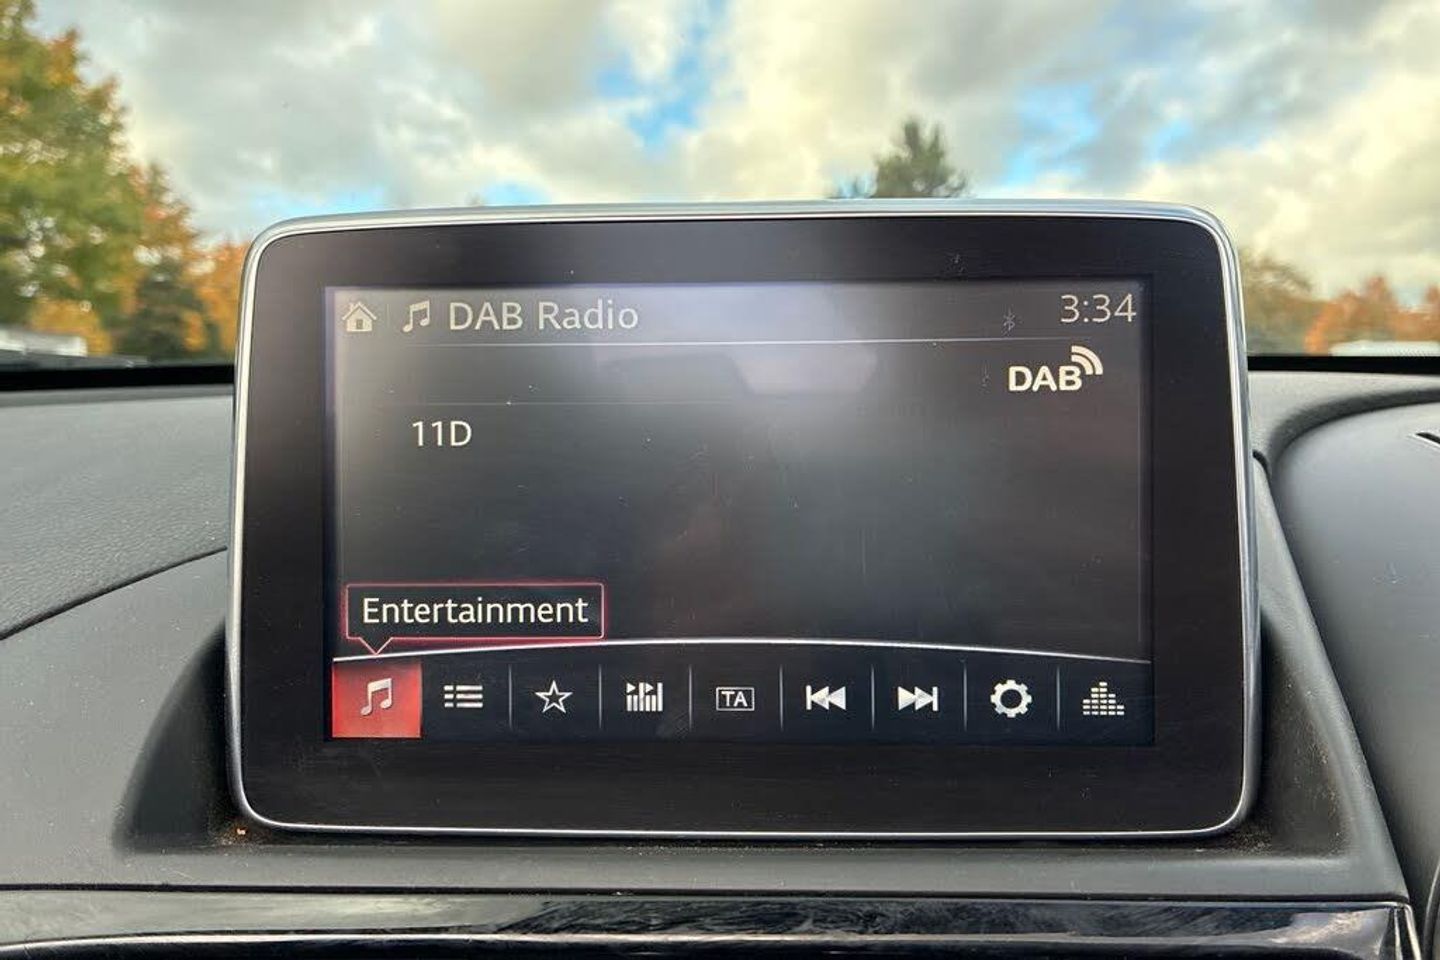 DAB Radio
3:34
DAB
11D
Entertainment
TA